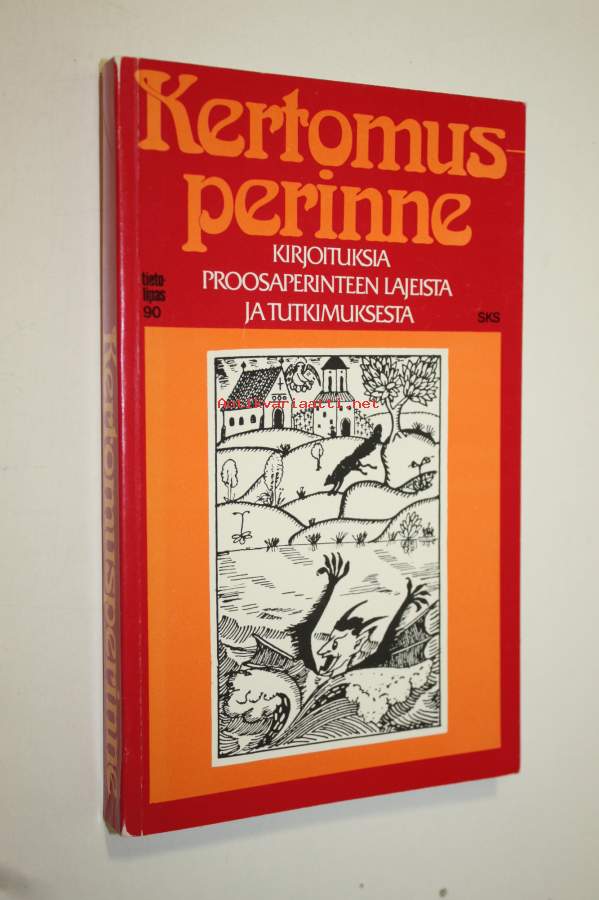 Kertomus-
perinne
KIRJOITUKSIA
PROOSAPERINTEEN LAJEISTA
JA TUTKIMUKSESTA
tieto-
lipas
90
SKS
Antikvariaatti.net
Kertomusperinne